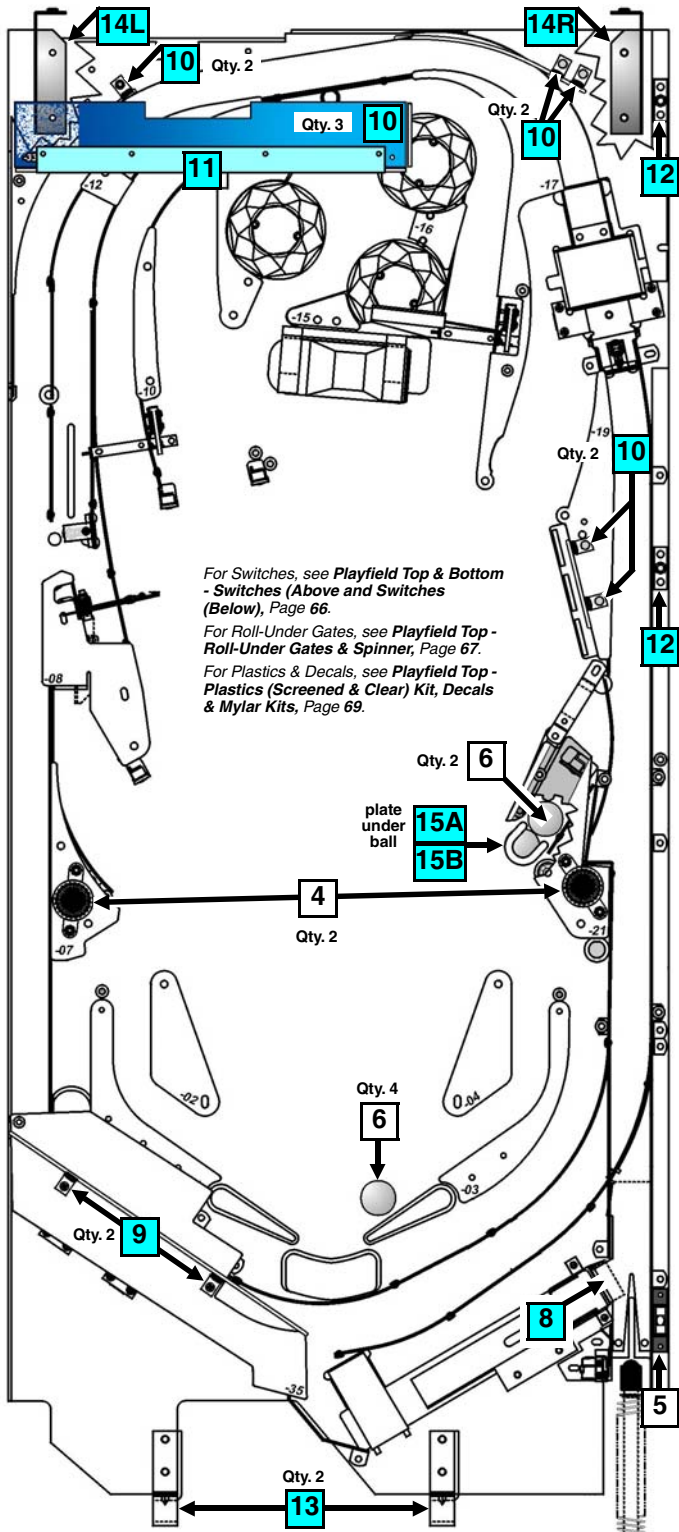 14L
14R
10
Qty. 2
Qty. 2
10
Qty. 3
10
11
12
-12
-17
-16
-15
-10
-19
Qty. 2
10
For Switches, see Playfield Top & Bottom
- Switches (Above and Switches
(Below), Page 66.
For Roll-Under Gates, see Playfield Top -
Roll-Under Gates & Spinner, Page 67.
For Plastics & Decals, see Playfield Top -
Plastics (Screened & Clear) Kit, Decals
& Mylar Kits, Page 69.
12
-08
Qty. 2
6
plate
under
ball
15A
15B
4
Qty. 2
-07
-21
-02
-04
Qty. 4
6
-03
Qty. 2
9
8
-35
5
Qty. 2
13